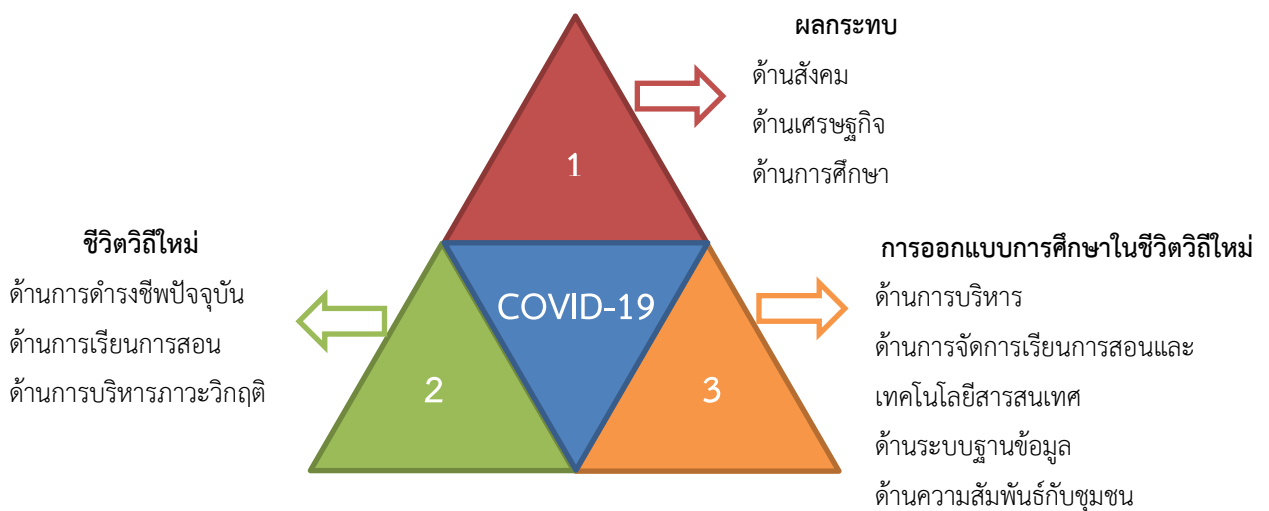 ผลกระทบ
ด้านสังคม
ด้านเศรษฐกิจ
ด้านการศึกษา
1
ชีวิตวิถีใหม่
ด้านการดำรงชีพปัจจุบัน
ด้านการเรียนการสอน
ด้านการบริหารภาวะวิกฤติ
COVID-19
2
3
การออกแบบการศึกษาในชีวิตวิถีใหม่
ด้านการบริหาร
ด้านการจัดการเรียนการสอนและ
เทคโนโลยีสารสนเทศ
ด้านระบบฐานข้อมูล
ด้านความสัมพันธ์กับชุมชน